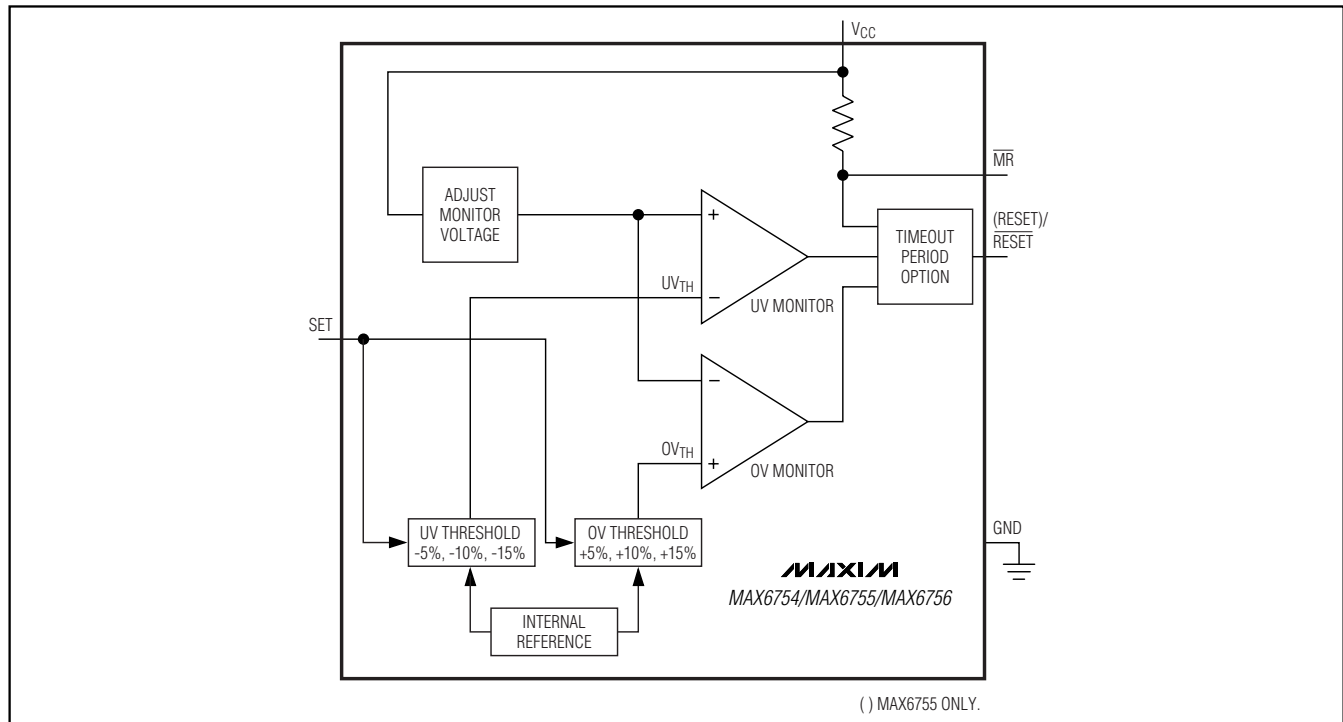 VCC
MR
ADJUST
MONITOR
VOLTAGE
+
(RESET)/
RESET
TIMEOUT
PERIOD
OPTION
UVTH
−
UV MONITOR
SET
−
OVTH
+
OV MONITOR
UV THRESHOLD
-5%, -10%, -15%
OV THRESHOLD
+5%, +10%, +15%
GND
MAXIM
MAX6754/MAX6755/MAX6756
INTERNAL
REFERENCE
( ) MAX6755 ONLY.